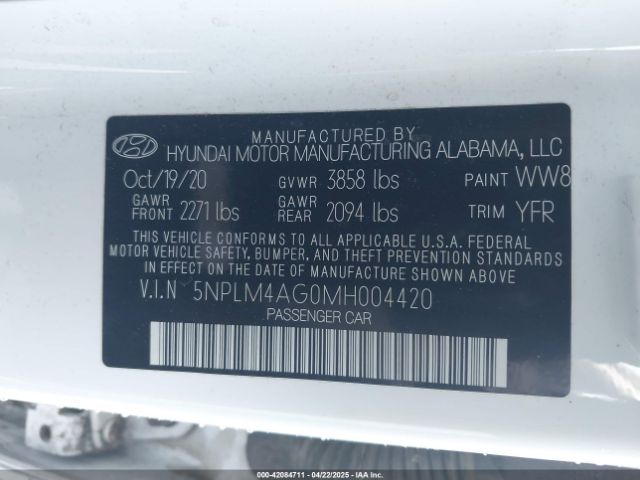 MANUFACTURED BY
HYUNDAI MOTOR MANUFACTURING ALABAMA, LLC
Oct/19/20 GVWR 3858 lbs PAINT WW8
GAWR FRONT 2271 lbs GAWR REAR 2094 lbs TRIM YFR
THIS VEHICLE CONFORMS TO ALL APPLICABLE U.S.A. FEDERAL
MOTOR VEHICLE SAFETY, BUMPER, AND THEFT PREVENTION STANDARDS
IN EFFECT ON THE DATE OF MANUFACTURE SHOWN ABOVE.
V.I.N 5NPLM4AG0MH004420
PASSENGER CAR
000-42084711 - 04/22/2025 - IAA Inc.